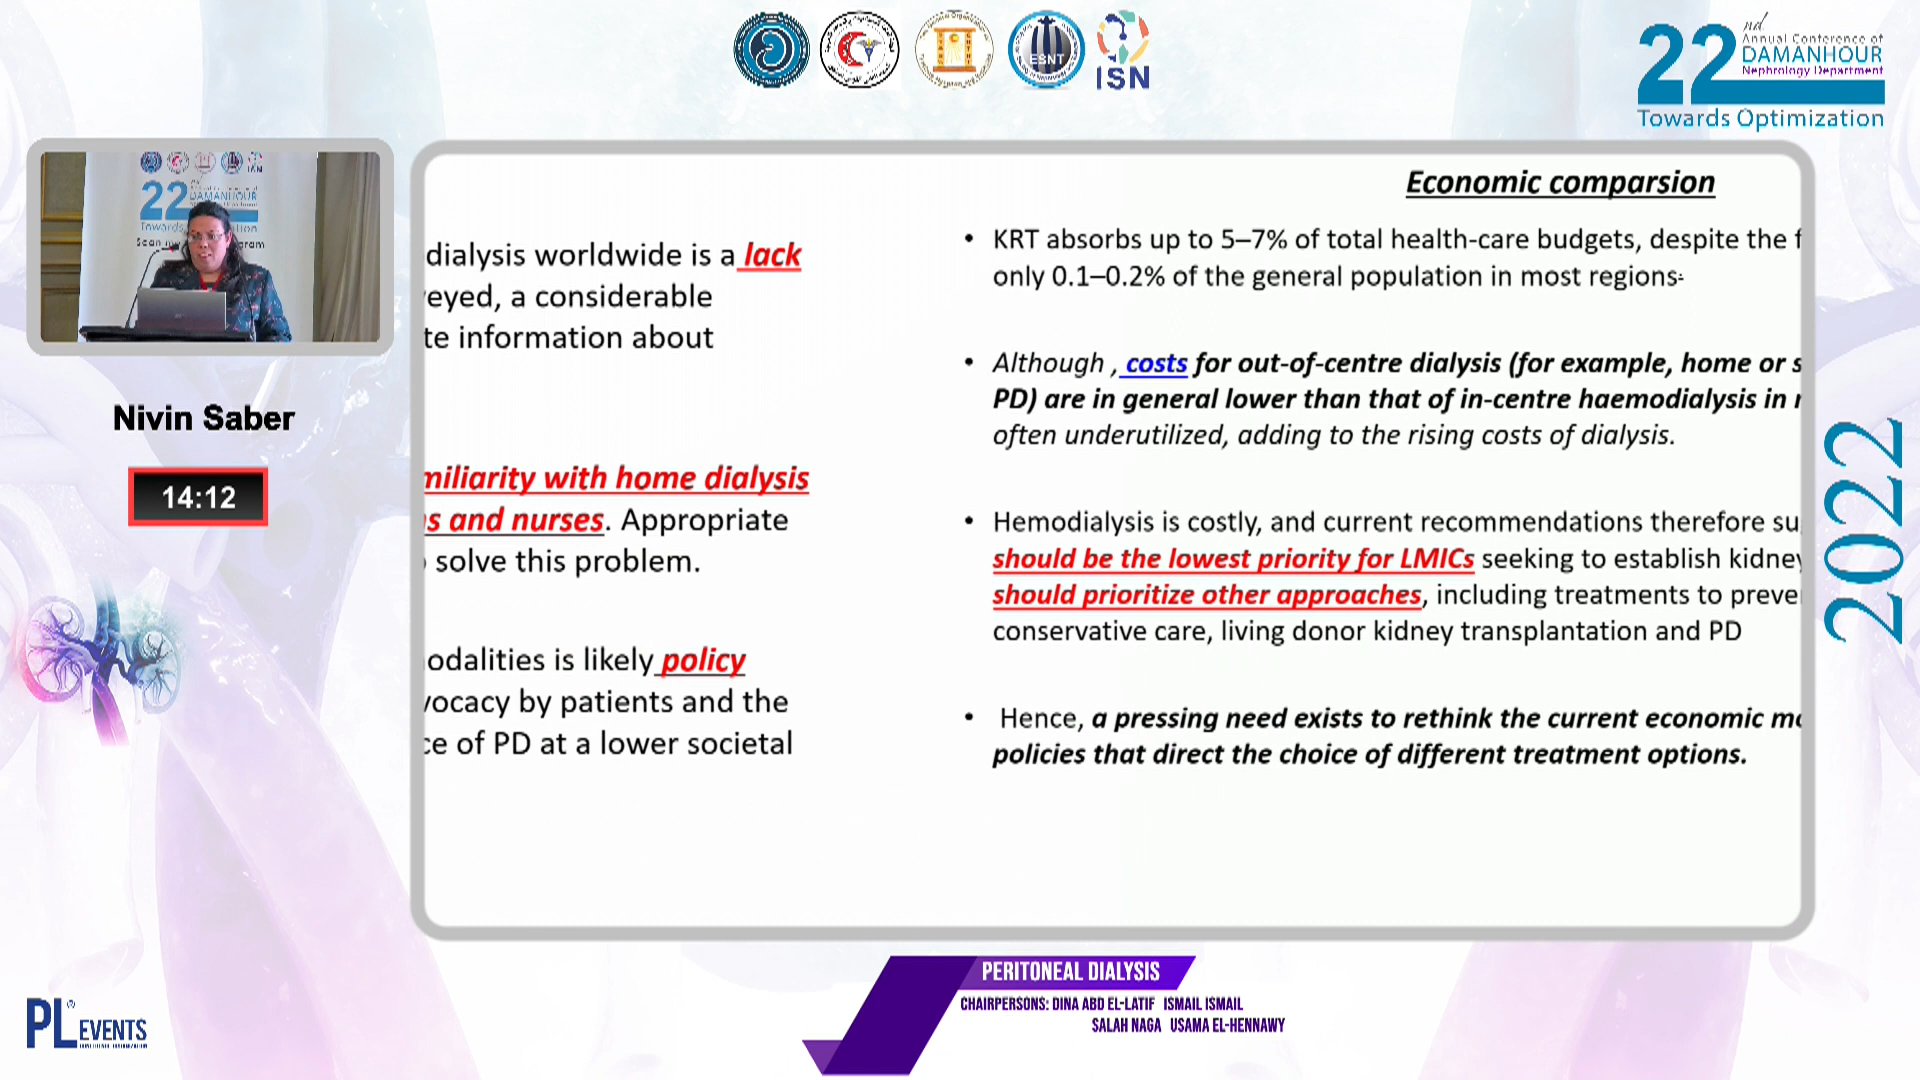 ESNT
ISN
22
nd
Annual Conference of
DAMANHOUR
Nephrology Department
Towards Optimization
22
DAMANHOUR
Nivin Saber
14:12
dialysis worldwide is a lack
eyed, a considerable
te information about
miliarity with home dialysis
s and nurses. Appropriate
solve this problem.
odalities is likely policy
vocacy by patients and the
ce of PD at a lower societal
Economic comparsion
• KRT absorbs up to 5–7% of total health-care budgets, despite the f
only 0.1–0.2% of the general population in most regions.
• Although , costs for out-of-centre dialysis (for example, home or s
PD) are in general lower than that of in-centre haemodialysis in
often underutilized, adding to the rising costs of dialysis.
• Hemodialysis is costly, and current recommendations therefore su
should be the lowest priority for LMICs seeking to establish kidney
should prioritize other approaches, including treatments to preve
conservative care, living donor kidney transplantation and PD
• Hence, a pressing need exists to rethink the current economic mo
policies that direct the choice of different treatment options.
2022
PERITONEAL DIALYSIS
CHAIRPERSONS: DINA ABD EL-LATIF ISMAIL ISMAIL
SALAH NAGA USAMA EL-HENNAWY
PL® EVENTS